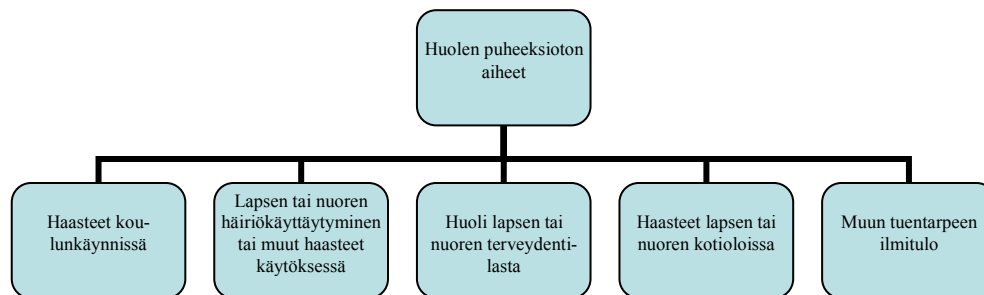 Huolen puheeksioton
aiheet
Haasteet kou-
lunkäynnissä
Lapsen tai nuoren
häiriökäyttäytyminen
tai muut haasteet
käytöksessä
Huoli lapsen tai
nuoren terveydenti-
lasta
Haasteet lapsen tai
nuoren kotioloissa
Muun tuentarpeen
ilmitulo